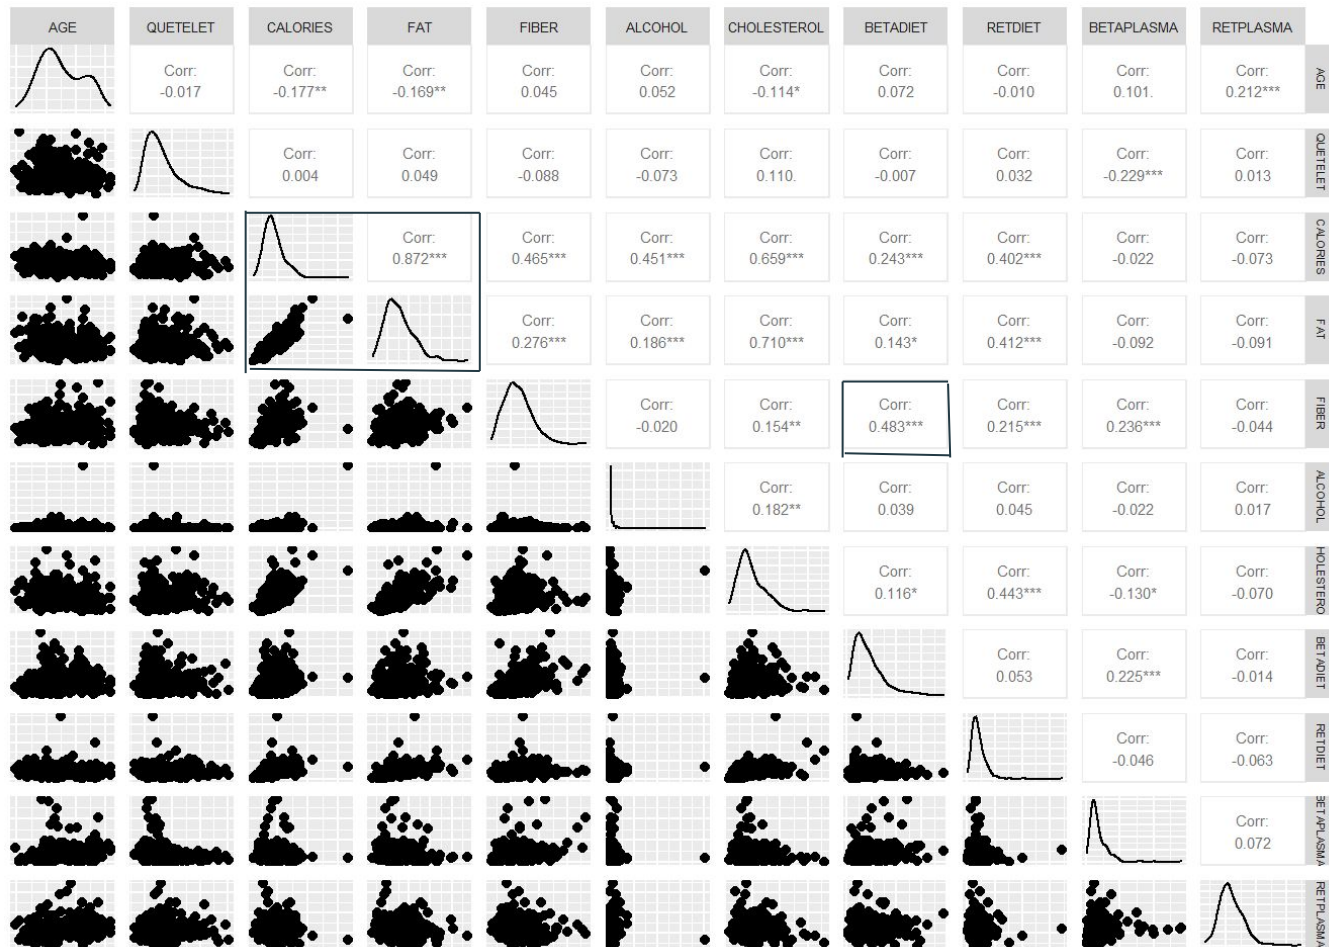 AGE QUETELET CALORIES FAT FIBER ALCOHOL CHOLESTEROL BETADIET RETDIET BETAPLASMA RETPLASMA
Corr: Corr: Corr: Corr: Corr: Corr: Corr: Corr: Corr: Corr:
-0.017 -0.177** -0.169** 0.045 0.052 -0.114* 0.072 -0.010 0.101. 0.212***
AGE
Corr: Corr: Corr: Corr: Corr: Corr: Corr: Corr: Corr:
0.004 0.049 -0.088 -0.073 0.110. -0.007 0.032 -0.229*** 0.013
QUETELET
Corr: Corr: Corr: Corr: Corr: Corr: Corr: Corr:
0.872*** 0.465*** 0.451*** 0.659*** 0.243*** 0.402*** -0.022 -0.073
CALORIES
Corr: Corr: Corr: Corr: Corr: Corr: Corr:
0.276*** 0.186*** 0.710*** 0.143* 0.412*** -0.092 -0.091
FAT
Corr: Corr: Corr: Corr: Corr: Corr:
-0.020 0.154** 0.483*** 0.215*** 0.236*** -0.044
FIBER
Corr: Corr: Corr: Corr: Corr:
0.182** 0.039 0.045 -0.022 0.017
ALCOHOL
Corr: Corr: Corr: Corr:
0.116* 0.443*** -0.130* -0.070
HOLESTERO
Corr: Corr: Corr:
0.053 0.225*** -0.014
BETADIET
Corr: Corr:
-0.046 -0.063
RETDIET
Corr:
0.072
BETAPLASMA
RETPLASMA